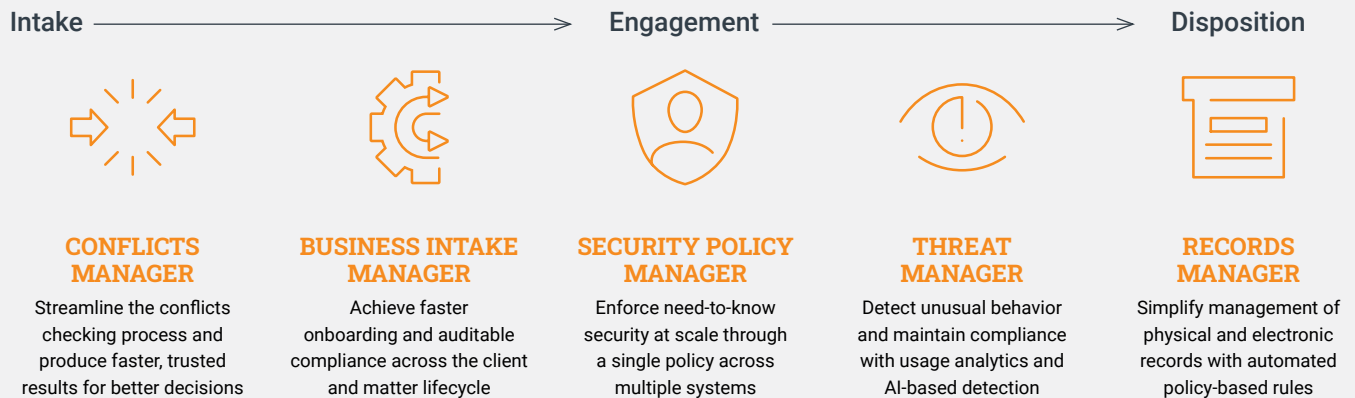 Intake
Engagement
Disposition
CONFLICTS
MANAGER
Streamline the conflicts
checking process and
produce faster, trusted
results for better decisions
BUSINESS INTAKE
MANAGER
Achieve faster
onboarding and auditable
compliance across the client
and matter lifecycle
SECURITY POLICY
MANAGER
Enforce need-to-know
security at scale through
a single policy across
multiple systems
THREAT
MANAGER
Detect unusual behavior
and maintain compliance
with usage analytics and
AI-based detection
RECORDS
MANAGER
Simplify management of
physical and electronic
records with automated
policy-based rules